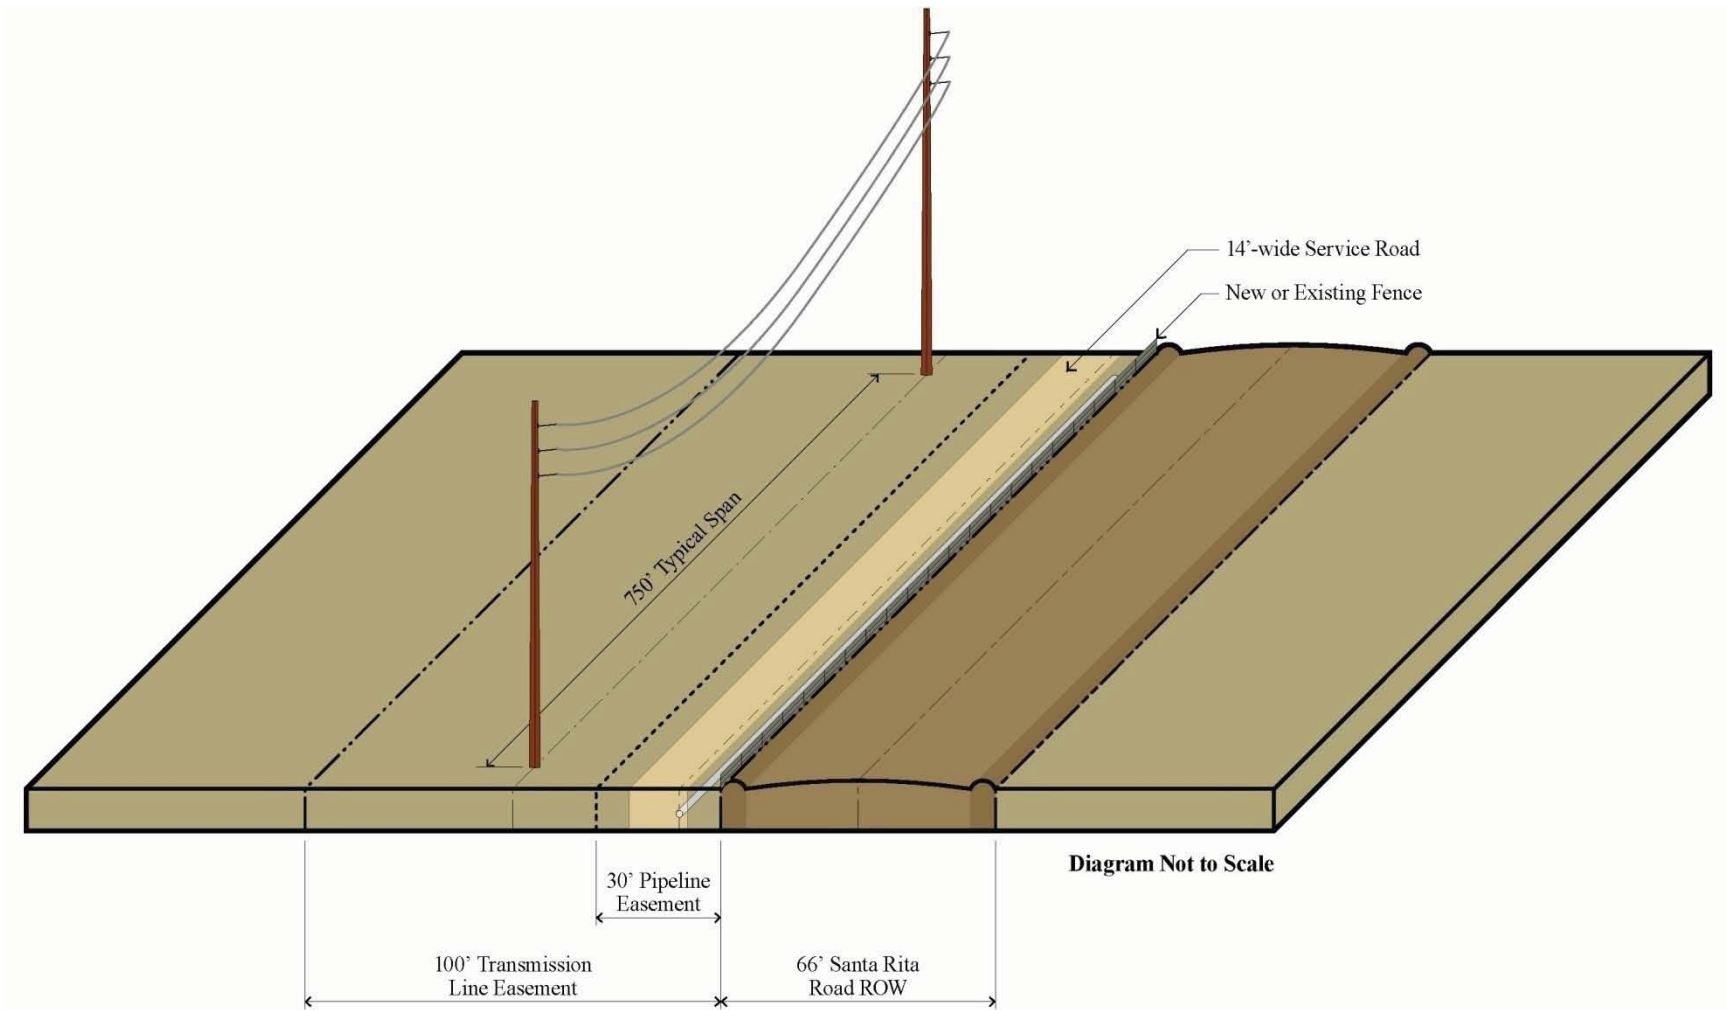 14’-wide Service Road
New or Existing Fence
750’ Typical Span
Diagram Not to Scale
30’ Pipeline
Easement
100’ Transmission
Line Easement
66’ Santa Rita
Road ROW